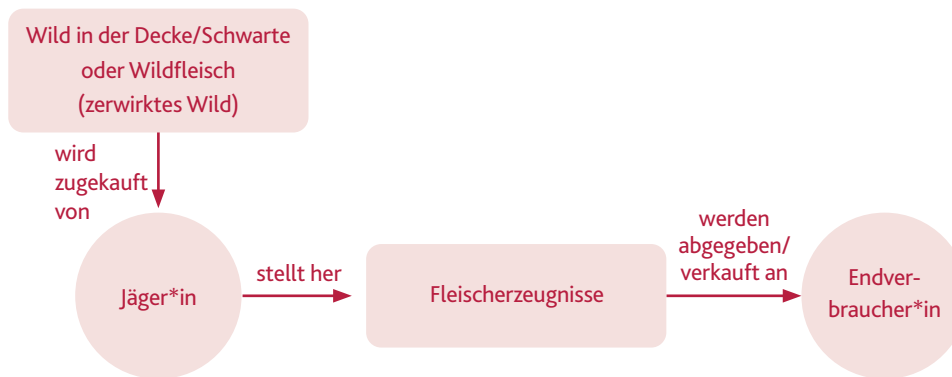 Wild in der Decke/Schwarte
oder Wildfleisch
(zerwirktes Wild)
wird
zugekauft
von
Jäger*in
stellt her
Fleischerzeugnisse
werden
abgegeben/
verkauft an
Endver-
braucher*in